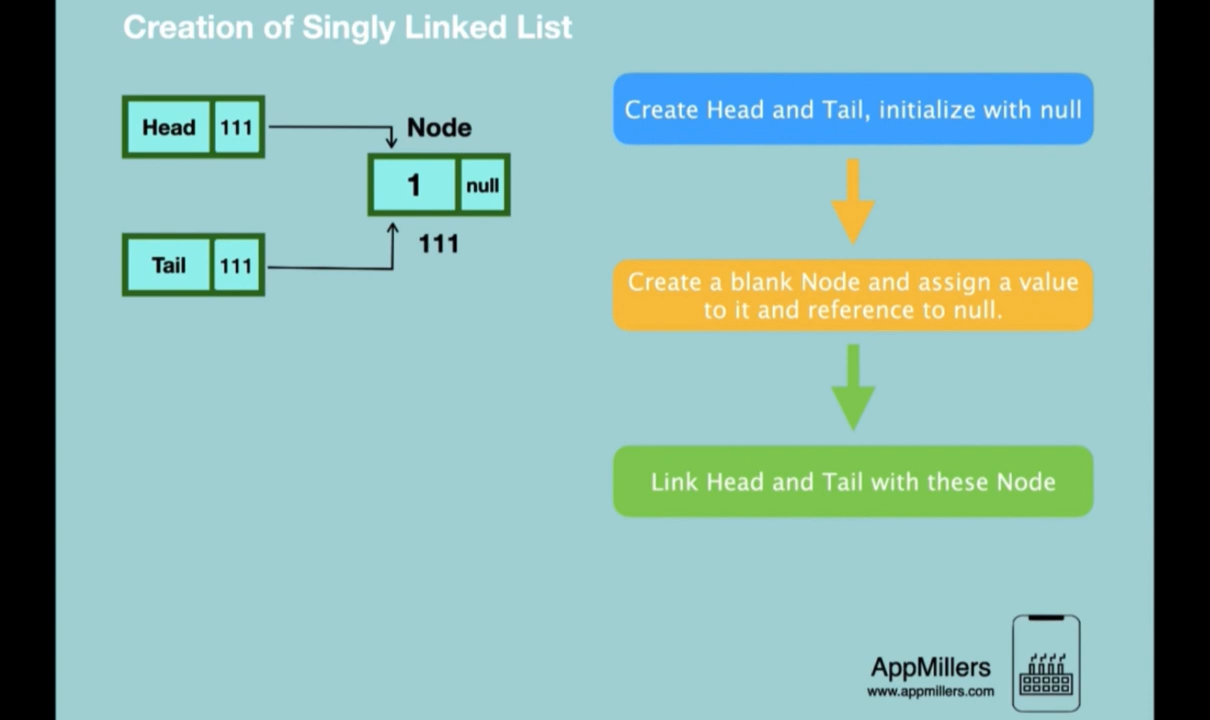 Creation of Singly Linked List
Head 111
Node
1 null
111
Tail 111
Create Head and Tail, initialize with null
Create a blank Node and assign a value
to it and reference to null.
Link Head and Tail with these Node
AppMillers
www.appmillers.com